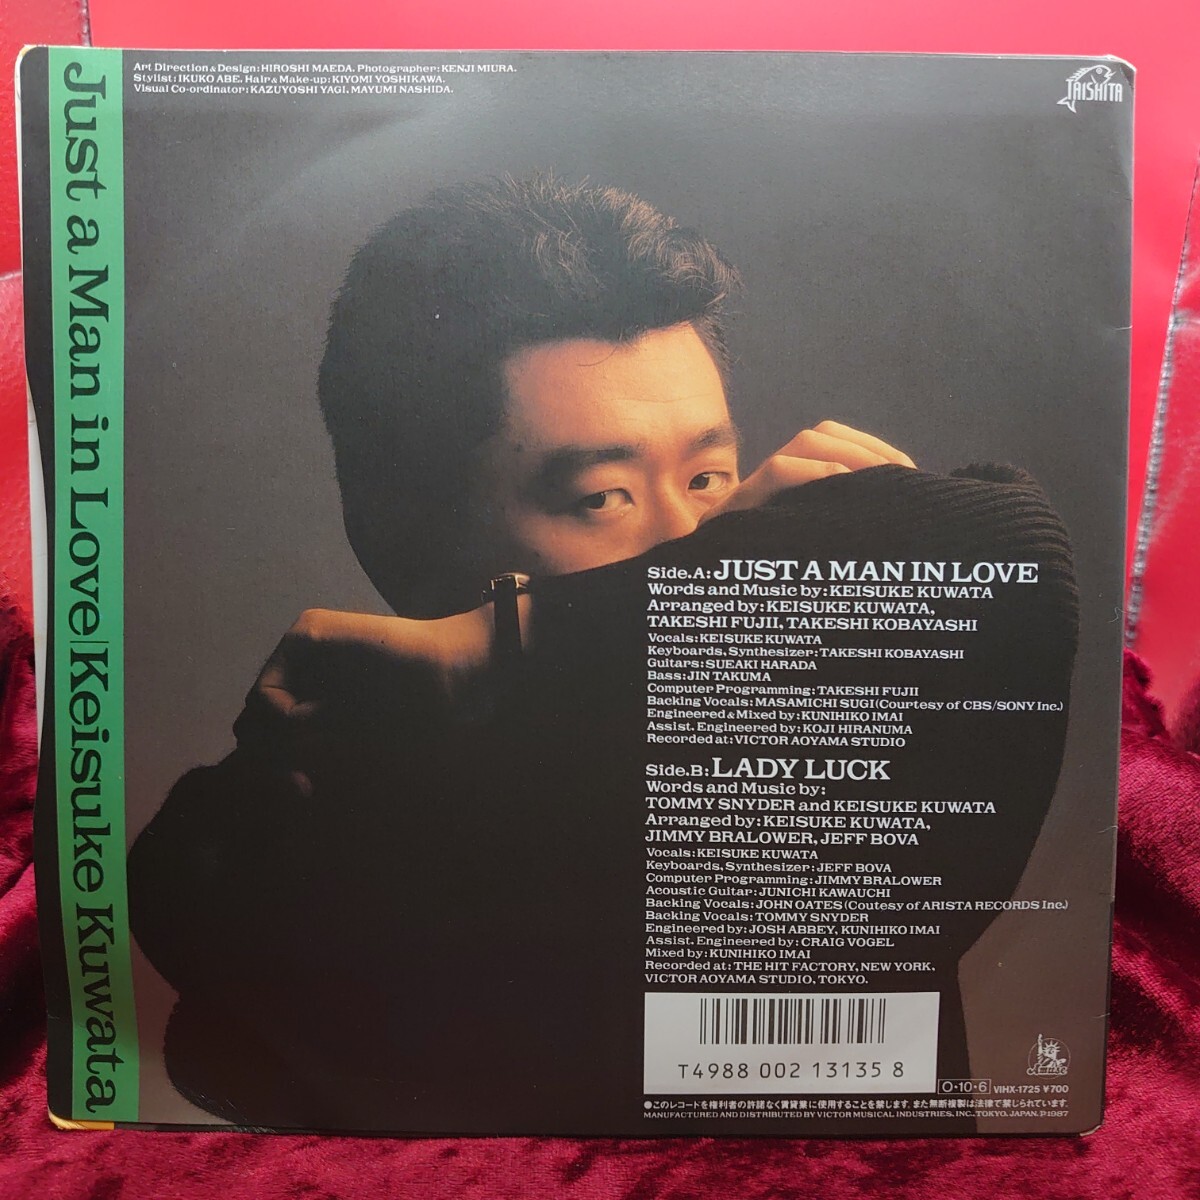 Art Direction & Design: HIROSHI MAEDA. Photographer: KENJI MIURA.
Stylist: IKUKO ABE. Hair & Make-up: KIYOMI YOSHIKAWA.
Visual Co-ordinator: KAZUYOSHI YAGI, MAYUMI NASHIDA.
TAISHITA
Just a Man in Love|Keisuke Kuwata
Side.A: JUST A MAN IN LOVE
Words and Music by: KEISUKE KUWATA
Arranged by: KEISUKE KUWATA,
TAKESHI FUJII, TAKESHI KOBAYASHI
Vocals: KEISUKE KUWATA
Keyboards, Synthesizer: TAKESHI KOBAYASHI
Guitars: SUEAKI HARADA
Bass: JIN TAKUMA
Computer Programming: TAKESHI FUJII
Backing Vocals: MASAMICHI SUGI (Courtesy of CBS/SONY Inc.)
Engineered & Mixed by: KUNIHIKO IMAI
Assist. Engineered by: KOJI HIRANUMA
Recorded at: VICTOR AOYAMA STUDIO
Side.B: LADY LUCK
Words and Music by:
TOMMY SNYDER and KEISUKE KUWATA
Arranged by: KEISUKE KUWATA,
JIMMY BRALOWER, JEFF BOVA
Vocals: KEISUKE KUWATA
Keyboards, Synthesizer: JEFF BOVA
Computer Programming: JIMMY BRALOWER
Acoustic Guitar: JUNICHI KAWAUCHI
Backing Vocals: JOHN OATES (Coutesy of ARISTA RECORDS Inc.)
Backing Vocals: TOMMY SNYDER
Engineered by: JOSH ABBEY, KUNIHIKO IMAI
Assist. Engineered by: CRAIG VOGEL
Mixed by: KUNIHIKO IMAI
Recorded at: THE HIT FACTORY, NEW YORK,
VICTOR AOYAMA STUDIO, TOKYO.
T4988 002 13135 8
O・10・6 VIHX-1725 ¥700
●このレコードを権利者の許諾なく賃貸業に使用することを禁じます。また無断複製は法律で禁じられています。
MANUFACTURED AND DISTRIBUTED BY VICTOR MUSICAL INDUSTRIES, INC., TOKYO, JAPAN. ℗1987